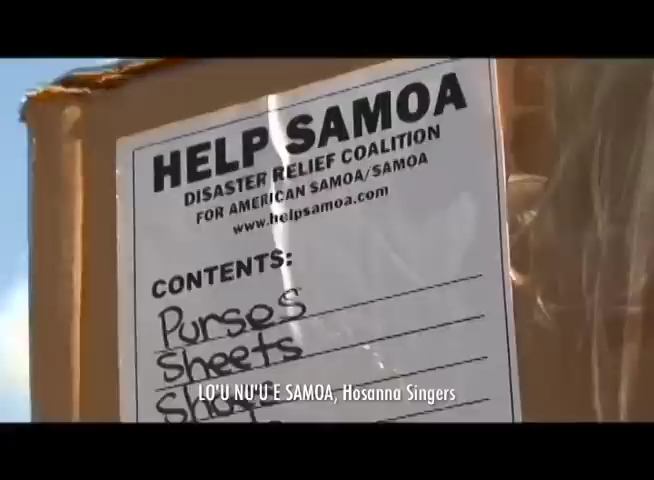 HELP SAMOA
DISASTER RELIEF COALITION
FOR AMERICAN SAMOA/SAMOA
www.helpsamoa.com
CONTENTS:
Purses
Sheets
LO'U NU'U E SAMOA, Hosanna Singers